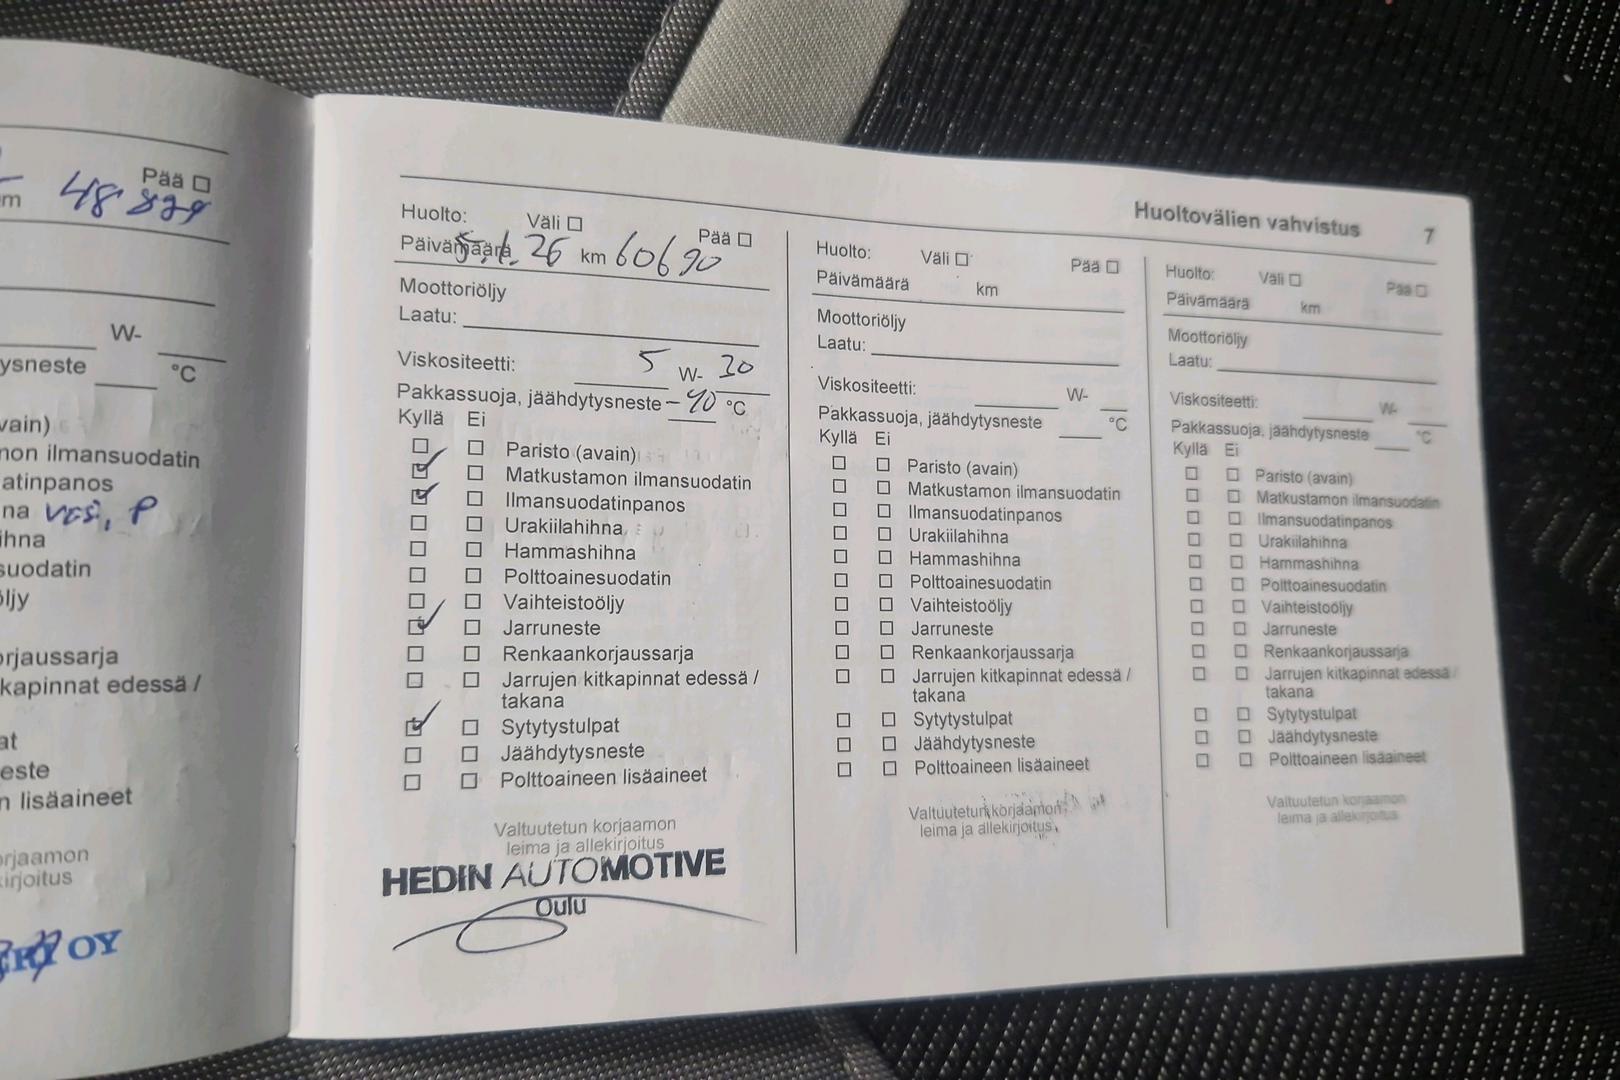 Pää ☐
m 48 829
W-
ysneste °C
vain)
non ilmansuodatin
atinpanos
na vesi, P
ihna
suodatin
öljy
orjaussarja
kapinnat edessä /
at
este
n lisäaineet
orjaamon
kirjoitus
OY
Huoltovälien vahvistus 7
Huolto: Väli ☐ Pää ☐
Päivämäärä 5.1.26 km 60690
Moottoriöljy
Laatu:
Viskositeetti: 5 W- 30
Pakkassuoja, jäähdytysneste -40 °C
Kyllä Ei
☐ ☐ Paristo (avain)
☑ ☐ Matkustamon ilmansuodatin
☑ ☐ Ilmansuodatinpanos
☐ ☐ Urakiilahihna
☐ ☐ Hammashihna
☐ ☐ Polttoainesuodatin
☐ ☐ Vaihteistoöljy
☑ ☐ Jarruneste
☐ ☐ Renkaankorjaussarja
☐ ☐ Jarrujen kitkapinnat edessä /
takana
☑ ☐ Sytytystulpat
☐ ☐ Jäähdytysneste
☐ ☐ Polttoaineen lisäaineet
Valtuutetun korjaamon
leima ja allekirjoitus
HEDIN AUTOMOTIVE
Oulu
Huolto: Väli ☐ Pää ☐
Päivämäärä km
Moottoriöljy
Laatu:
Viskositeetti: W-
Pakkassuoja, jäähdytysneste °C
Kyllä Ei
☐ ☐ Paristo (avain)
☐ ☐ Matkustamon ilmansuodatin
☐ ☐ Ilmansuodatinpanos
☐ ☐ Urakiilahihna
☐ ☐ Hammashihna
☐ ☐ Polttoainesuodatin
☐ ☐ Vaihteistoöljy
☐ ☐ Jarruneste
☐ ☐ Renkaankorjaussarja
☐ ☐ Jarrujen kitkapinnat edessä /
takana
☐ ☐ Sytytystulpat
☐ ☐ Jäähdytysneste
☐ ☐ Polttoaineen lisäaineet
Valtuutetun korjaamon
leima ja allekirjoitus
Huolto: Väli ☐ Pää ☐
Päivämäärä km
Moottoriöljy
Laatu:
Viskositeetti: W-
Pakkassuoja, jäähdytysneste °C
Kyllä Ei
☐ ☐ Paristo (avain)
☐ ☐ Matkustamon ilmansuodatin
☐ ☐ Ilmansuodatinpanos
☐ ☐ Urakiilahihna
☐ ☐ Hammashihna
☐ ☐ Polttoainesuodatin
☐ ☐ Vaihteistoöljy
☐ ☐ Jarruneste
☐ ☐ Renkaankorjaussarja
☐ ☐ Jarrujen kitkapinnat edessä /
takana
☐ ☐ Sytytystulpat
☐ ☐ Jäähdytysneste
☐ ☐ Polttoaineen lisäaineet
Valtuutetun korjaamon
leima ja allekirjoitus